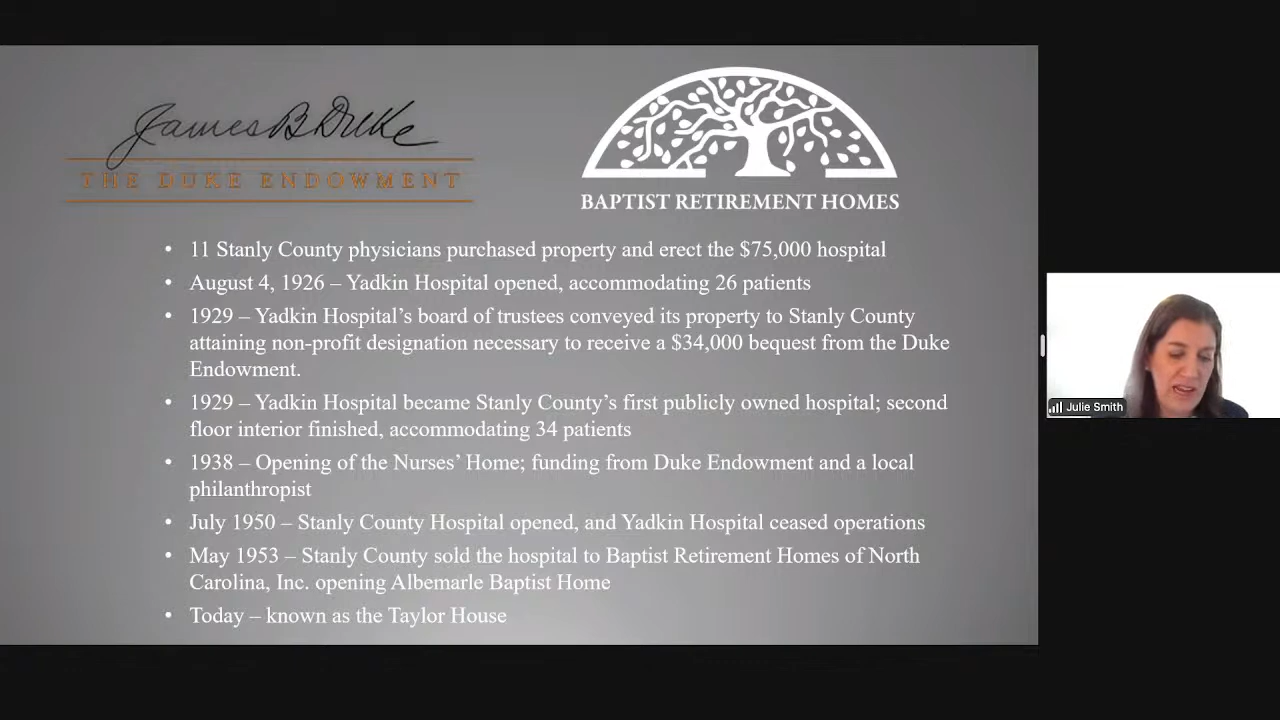 James B Duke
THE DUKE ENDOWMENT
BAPTIST RETIREMENT HOMES
• 11 Stanly County physicians purchased property and erect the $75,000 hospital
• August 4, 1926 – Yadkin Hospital opened, accommodating 26 patients
• 1929 – Yadkin Hospital’s board of trustees conveyed its property to Stanly County
attaining non-profit designation necessary to receive a $34,000 bequest from the Duke
Endowment.
• 1929 – Yadkin Hospital became Stanly County’s first publicly owned hospital; second
floor interior finished, accommodating 34 patients
• 1938 – Opening of the Nurses’ Home; funding from Duke Endowment and a local
philanthropist
• July 1950 – Stanly County Hospital opened, and Yadkin Hospital ceased operations
• May 1953 – Stanly County sold the hospital to Baptist Retirement Homes of North
Carolina, Inc. opening Albemarle Baptist Home
• Today – known as the Taylor House
Julie Smith